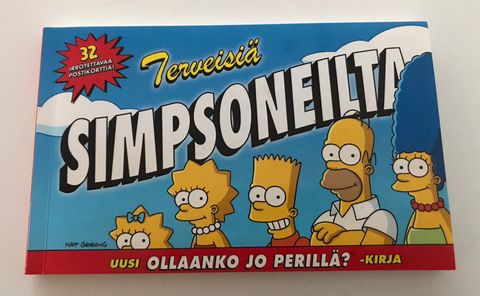 32
IRROTETTAVAA
POSTIKORTTIA!
Terveisiä
SIMPSONEILTA
MATT GROENING
UUSI OLLAANKO JO PERILLÄ? -KIRJA